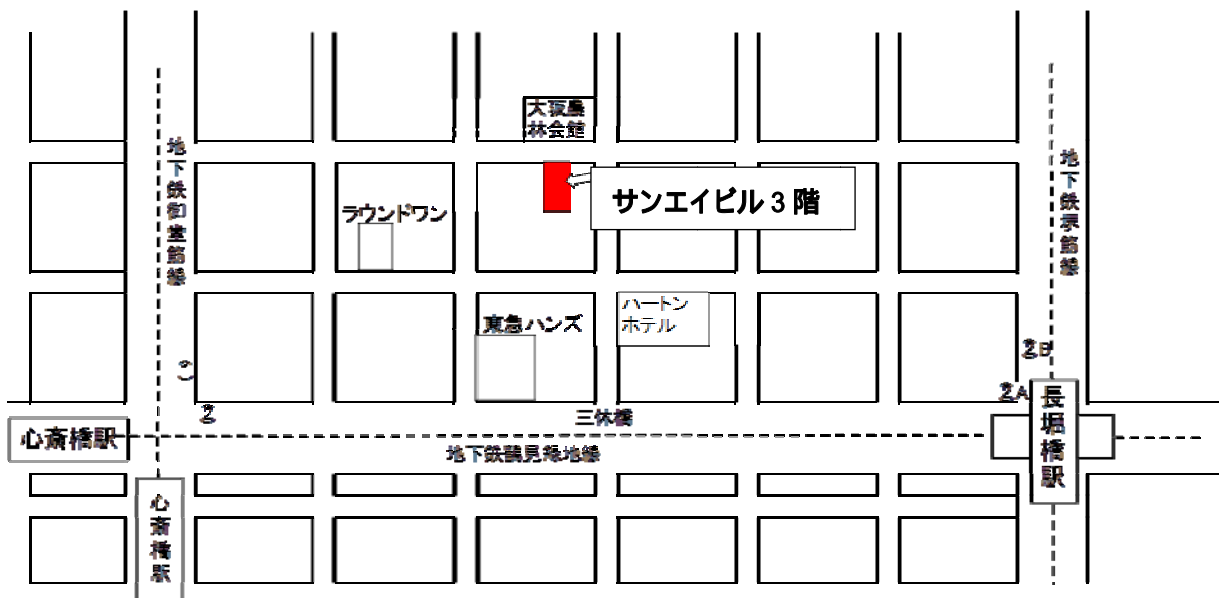 大阪農
林会館
地下鉄御堂筋線
地下鉄堺筋線
サンエイビル3階
ラウンドワン
ハートン
ホテル
東急ハンズ
2B
2
2A
三休橋
長堀橋駅
心斎橋駅
地下鉄鶴見緑地線
心斎橋駅